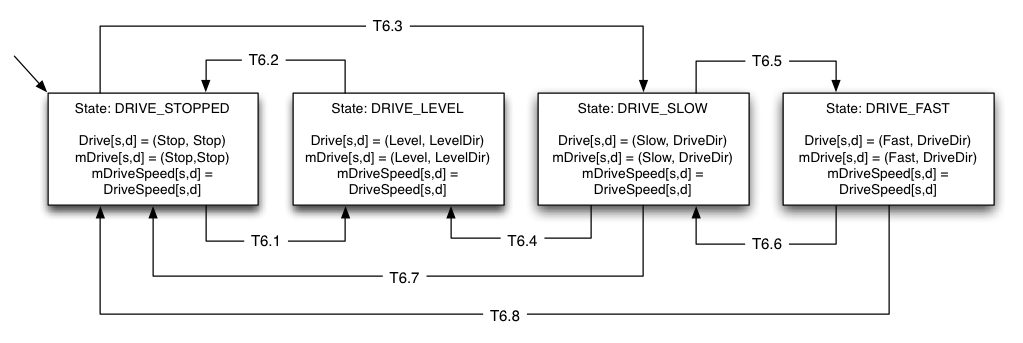 T6.3
T6.2
T6.5
State: DRIVE_STOPPED
Drive[s,d] = (Stop, Stop)
mDrive[s,d] = (Stop,Stop)
mDriveSpeed[s,d] =
DriveSpeed[s,d]
State: DRIVE_LEVEL
Drive[s,d] = (Level, LevelDir)
mDrive[s,d] = (Level, LevelDir)
mDriveSpeed[s,d] =
DriveSpeed[s,d]
State: DRIVE_SLOW
Drive[s,d] = (Slow, DriveDir)
mDrive[s,d] = (Slow, DriveDir)
mDriveSpeed[s,d] =
DriveSpeed[s,d]
State: DRIVE_FAST
Drive[s,d] = (Fast, DriveDir)
mDrive[s,d] = (Fast, DriveDir)
mDriveSpeed[s,d] =
DriveSpeed[s,d]
T6.1
T6.4
T6.6
T6.7
T6.8